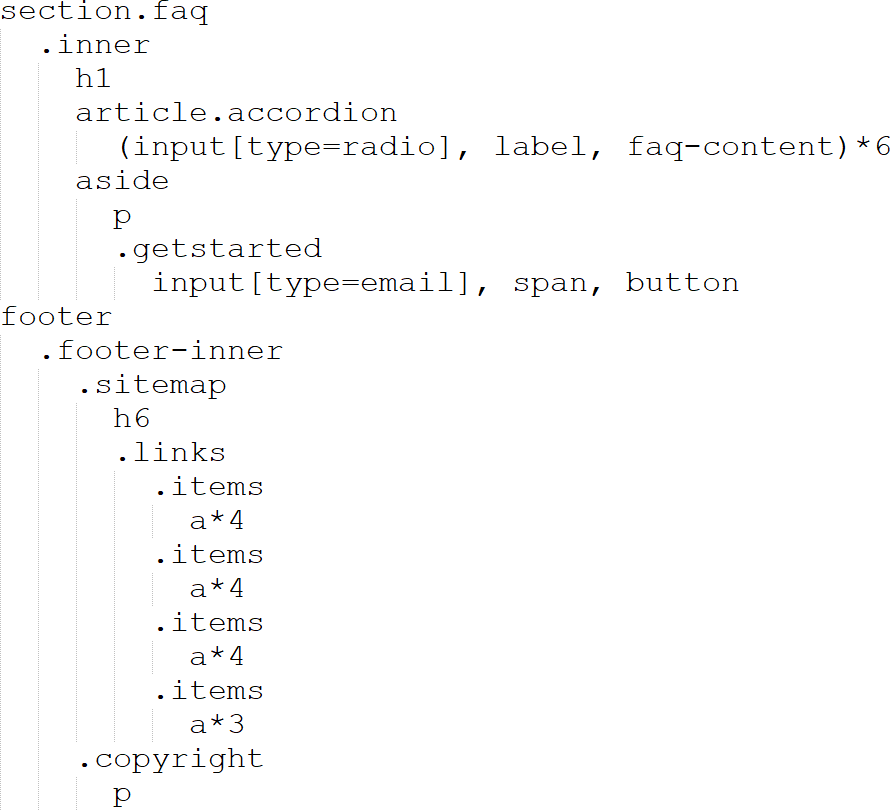 section.faq
.inner
h1
article.accordion
(input[type=radio], label, faq-content)*6
aside
p
.getstarted
input[type=email], span, button
footer
.footer-inner
.sitemap
h6
.links
.items
a*4
.items
a*4
.items
a*4
.items
a*3
.copyright
p